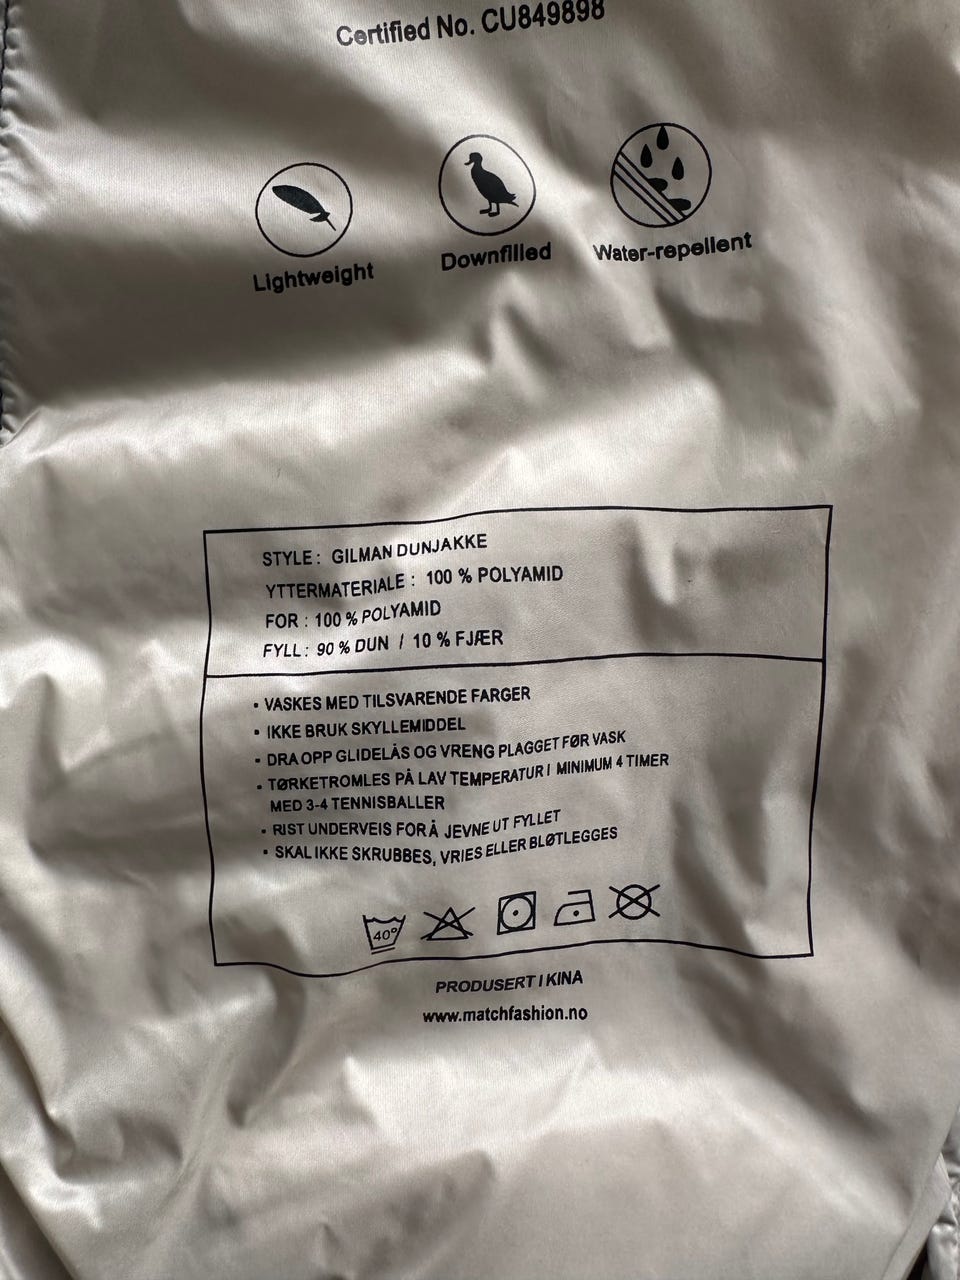 Certified No. CU849898
Lightweight
Downfilled
Water-repellent
STYLE : GILMAN DUNJAKKE
YTTERMATERIALE : 100 % POLYAMID
FOR : 100 % POLYAMID
FYLL : 90 % DUN / 10 % FJÆR
• VASKES MED TILSVARENDE FARGER
• IKKE BRUK SKYLLEMIDDEL
• DRA OPP GLIDELÅS OG VRENG PLAGGET FØR VASK
• TØRKETROMLES PÅ LAV TEMPERATUR I MINIMUM 4 TIMER
MED 3-4 TENNISBALLER
• RIST UNDERVEIS FOR Å JEVNE UT FYLLET
• SKAL IKKE SKRUBBES, VRIES ELLER BLØTLEGGES
40°
PRODUSERT I KINA
www.matchfashion.no